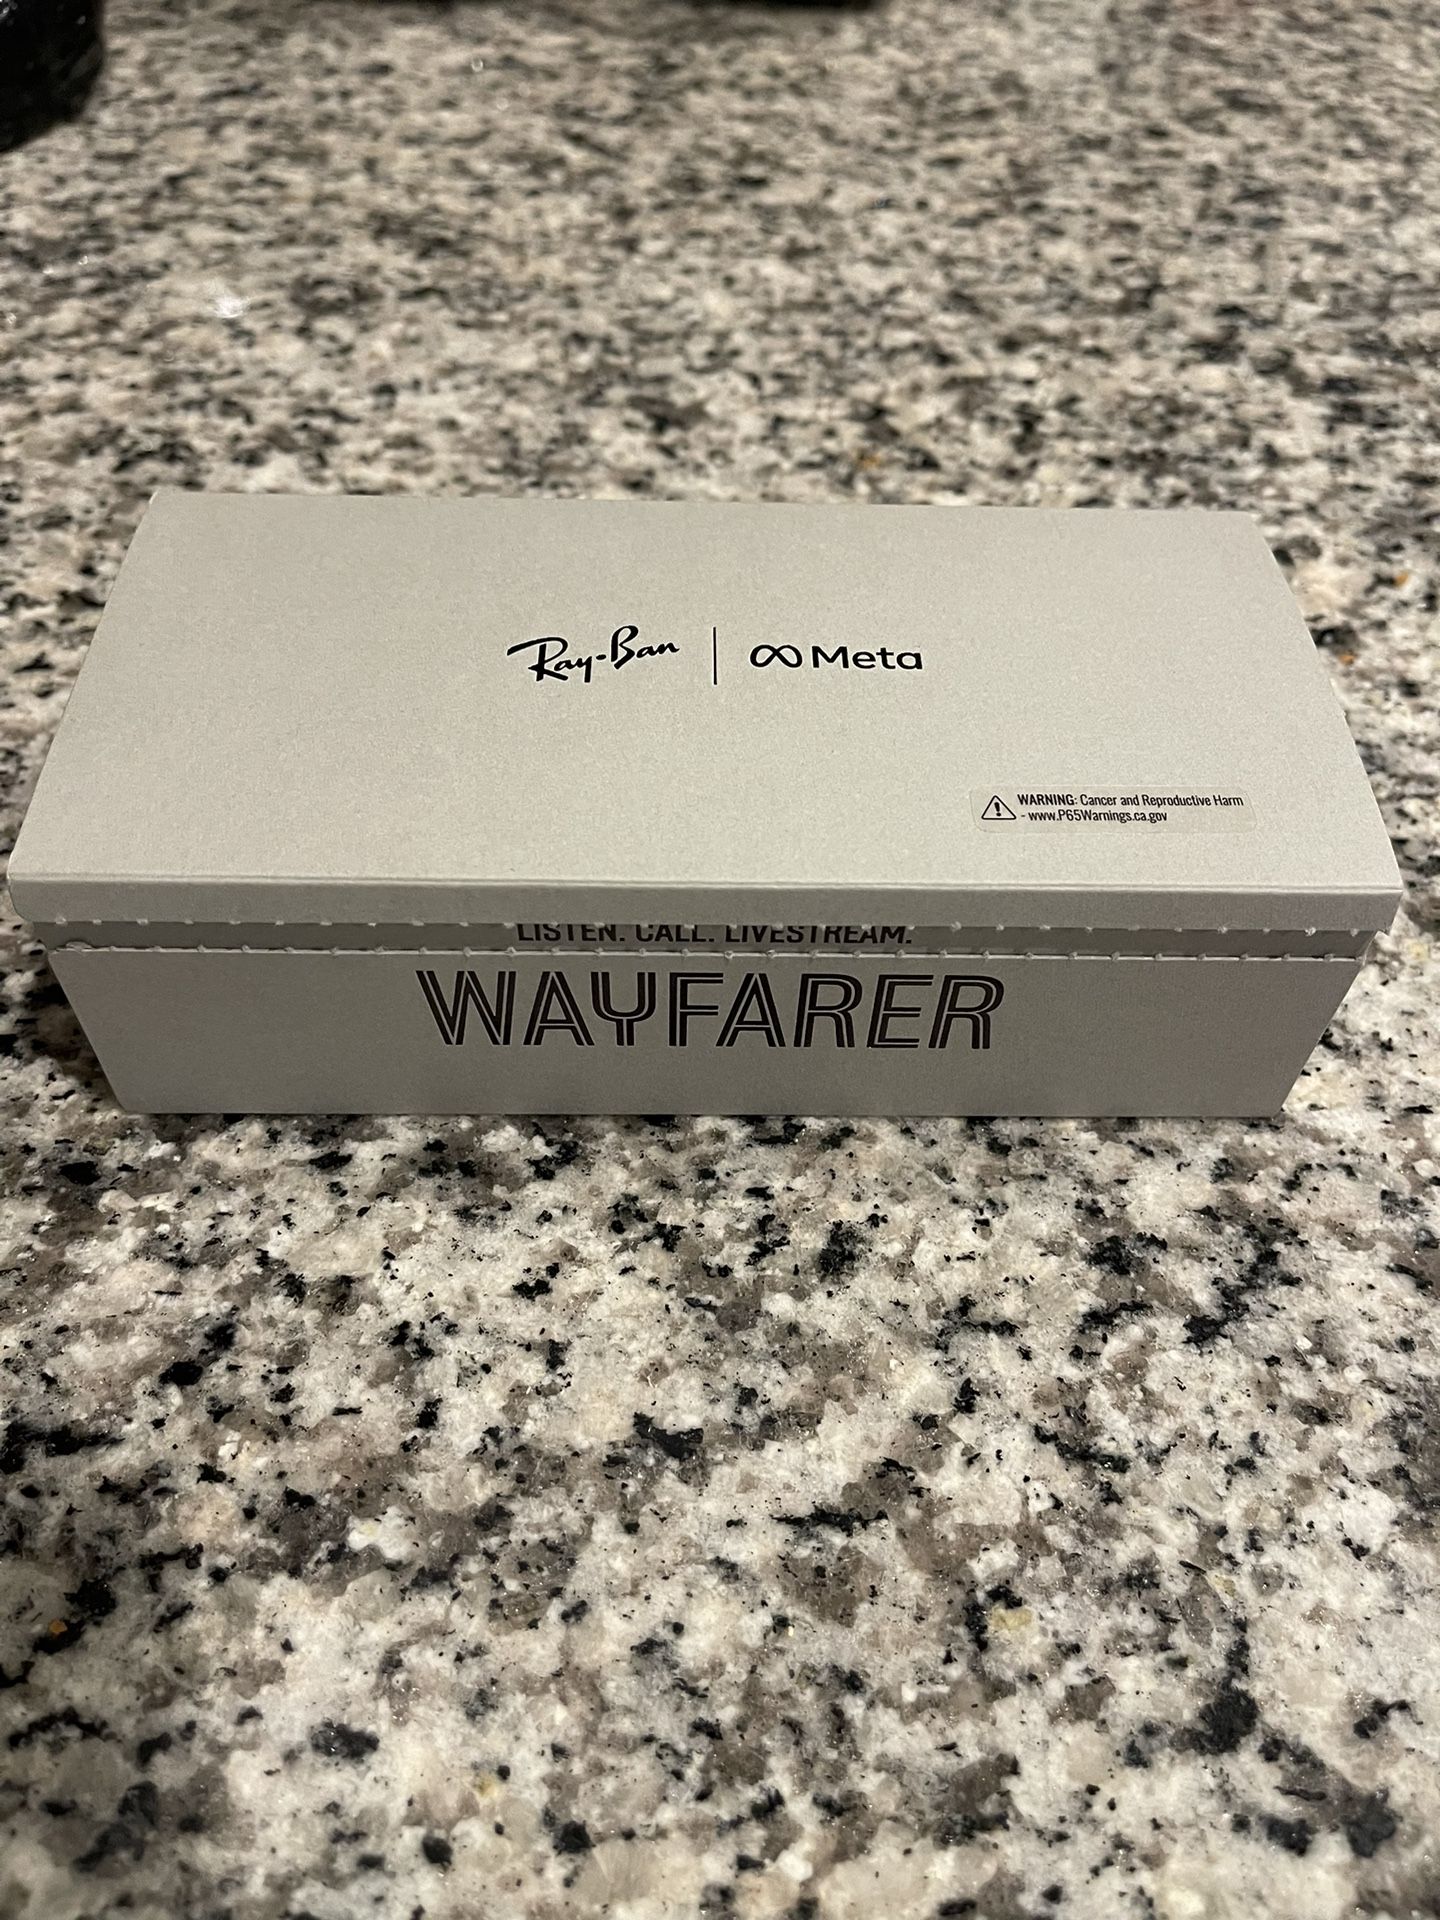 Ray-Ban | Meta
WARNING: Cancer and Reproductive Harm
- www.P65Warnings.ca.gov
LISTEN. CALL. LIVESTREAM.
WAYFARER